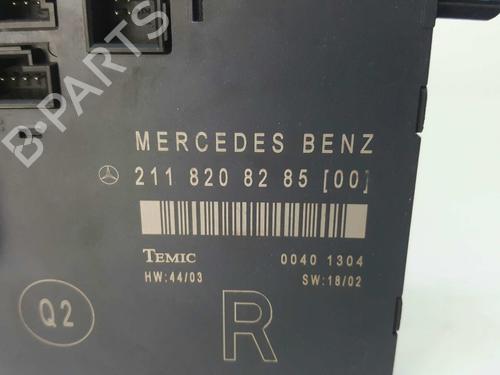 MERCEDES BENZ
211 820 82 85 [00]
TEMIC 0040 1304
HW:44/03 SW:18/02
Q2
R
B-PARTS